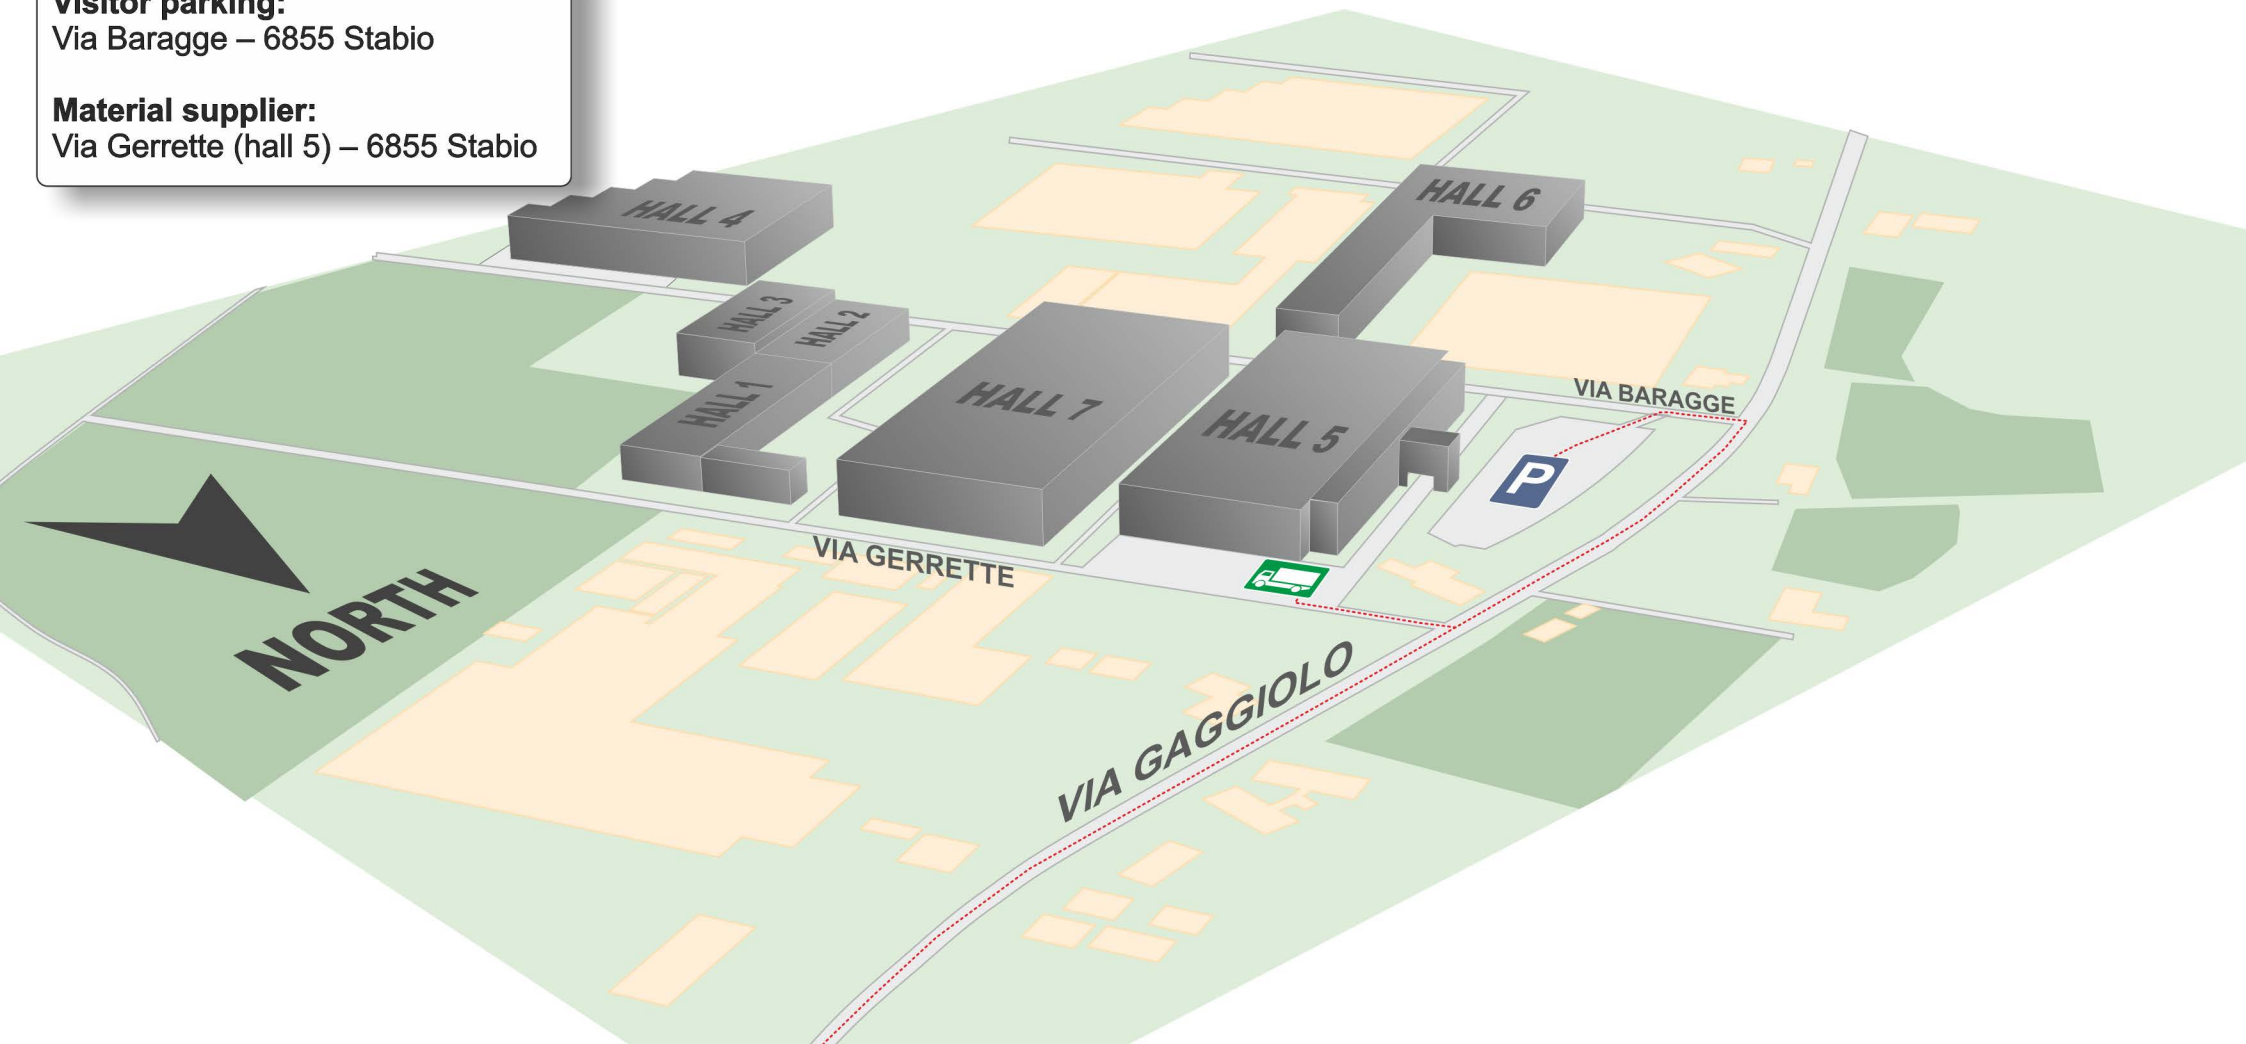 Visitor parking:
Via Baragge – 6855 Stabio
Material supplier:
Via Gerrette (hall 5) – 6855 Stabio
HALL 4
HALL 6
HALL 3
HALL 2
HALL 1
HALL 7
HALL 5
VIA BARAGGE
P
VIA GERRETTE
NORTH
VIA GAGGIOLO